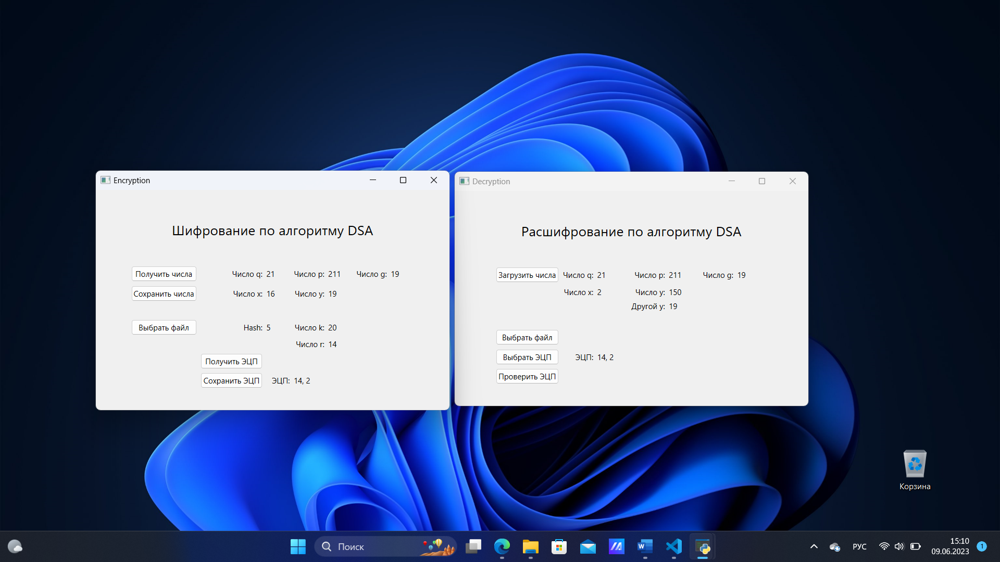 Encryption
Шифрование по алгоритму DSA
Получить числа
Число q: 21
Число p: 211
Число g: 19
Сохранить числа
Число x: 16
Число y: 19
Выбрать файл
Hash: 5
Число k: 20
Число r: 14
Получить ЭЦП
Сохранить ЭЦП
ЭЦП: 14, 2
Decryption
Расшифрование по алгоритму DSA
Загрузить числа
Число q: 21
Число p: 211
Число g: 19
Число x: 2
Число y: 150
Другой y: 19
Выбрать файл
Выбрать ЭЦП
ЭЦП: 14, 2
Проверить ЭЦП
Корзина
Поиск
РУС
15:10
09.06.2023
1